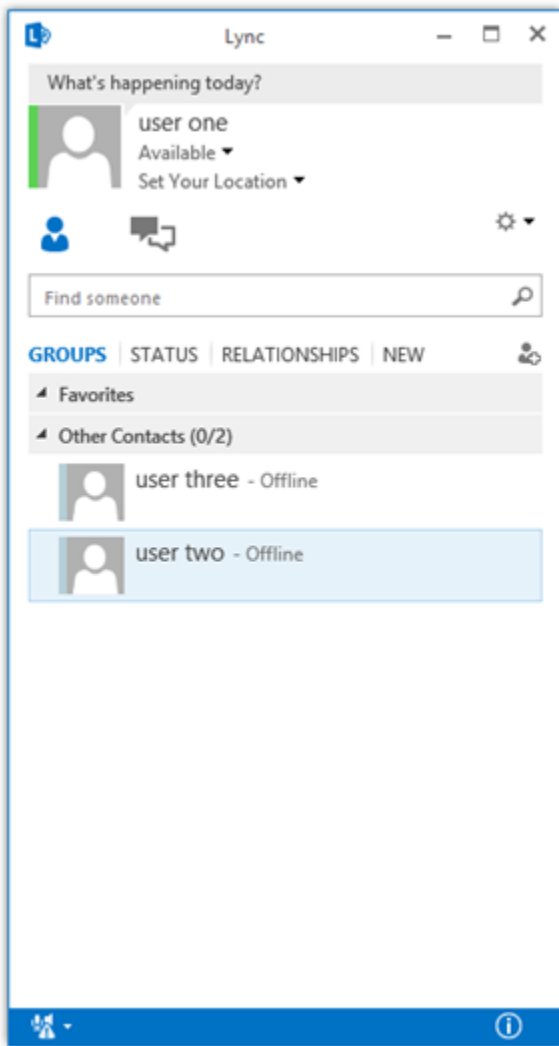 Lync
What's happening today?
user one
Available
Set Your Location
Find someone
GROUPS STATUS RELATIONSHIPS NEW
Favorites
Other Contacts (0/2)
user three - Offline
user two - Offline